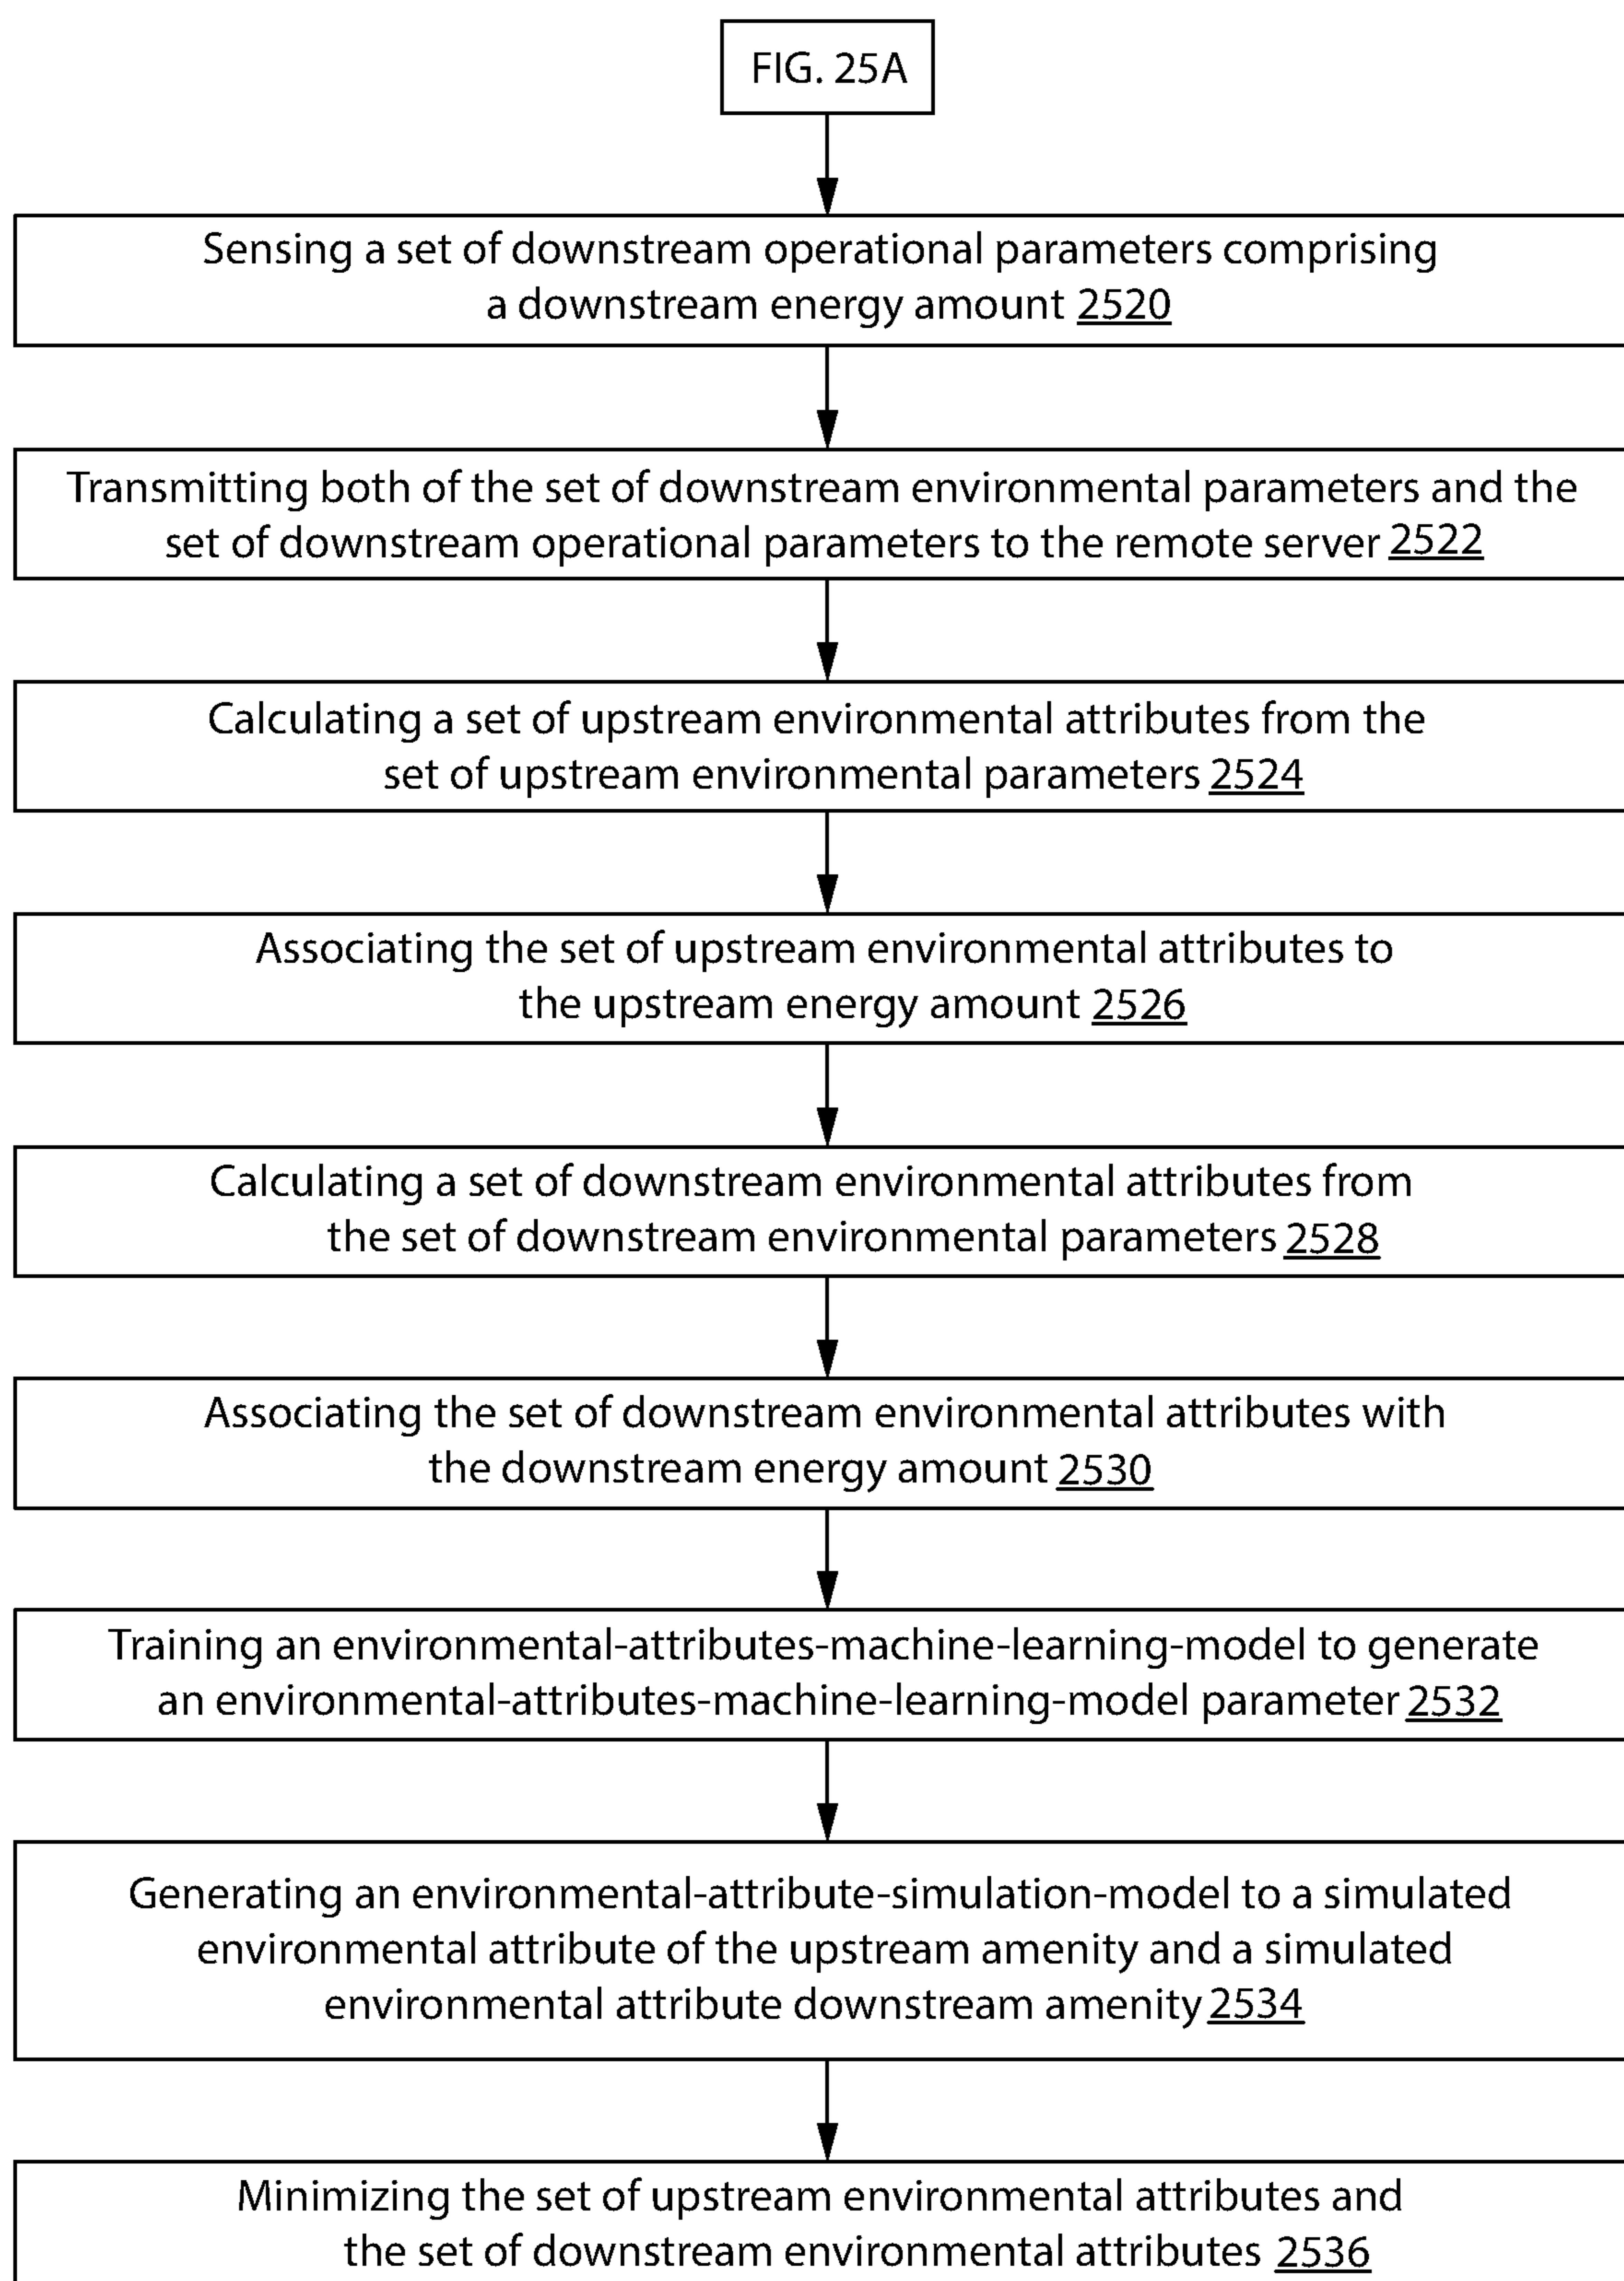 FIG. 25A
Sensing a set of downstream operational parameters comprising
a downstream energy amount 2520
Transmitting both of the set of downstream environmental parameters and the
set of downstream operational parameters to the remote server 2522
Calculating a set of upstream environmental attributes from the
set of upstream environmental parameters 2524
Associating the set of upstream environmental attributes to
the upstream energy amount 2526
Calculating a set of downstream environmental attributes from
the set of downstream environmental parameters 2528
Associating the set of downstream environmental attributes with
the downstream energy amount 2530
Training an environmental-attributes-machine-learning-model to generate
an environmental-attributes-machine-learning-model parameter 2532
Generating an environmental-attribute-simulation-model to a simulated
environmental attribute of the upstream amenity and a simulated
environmental attribute downstream amenity 2534
Minimizing the set of upstream environmental attributes and
the set of downstream environmental attributes 2536